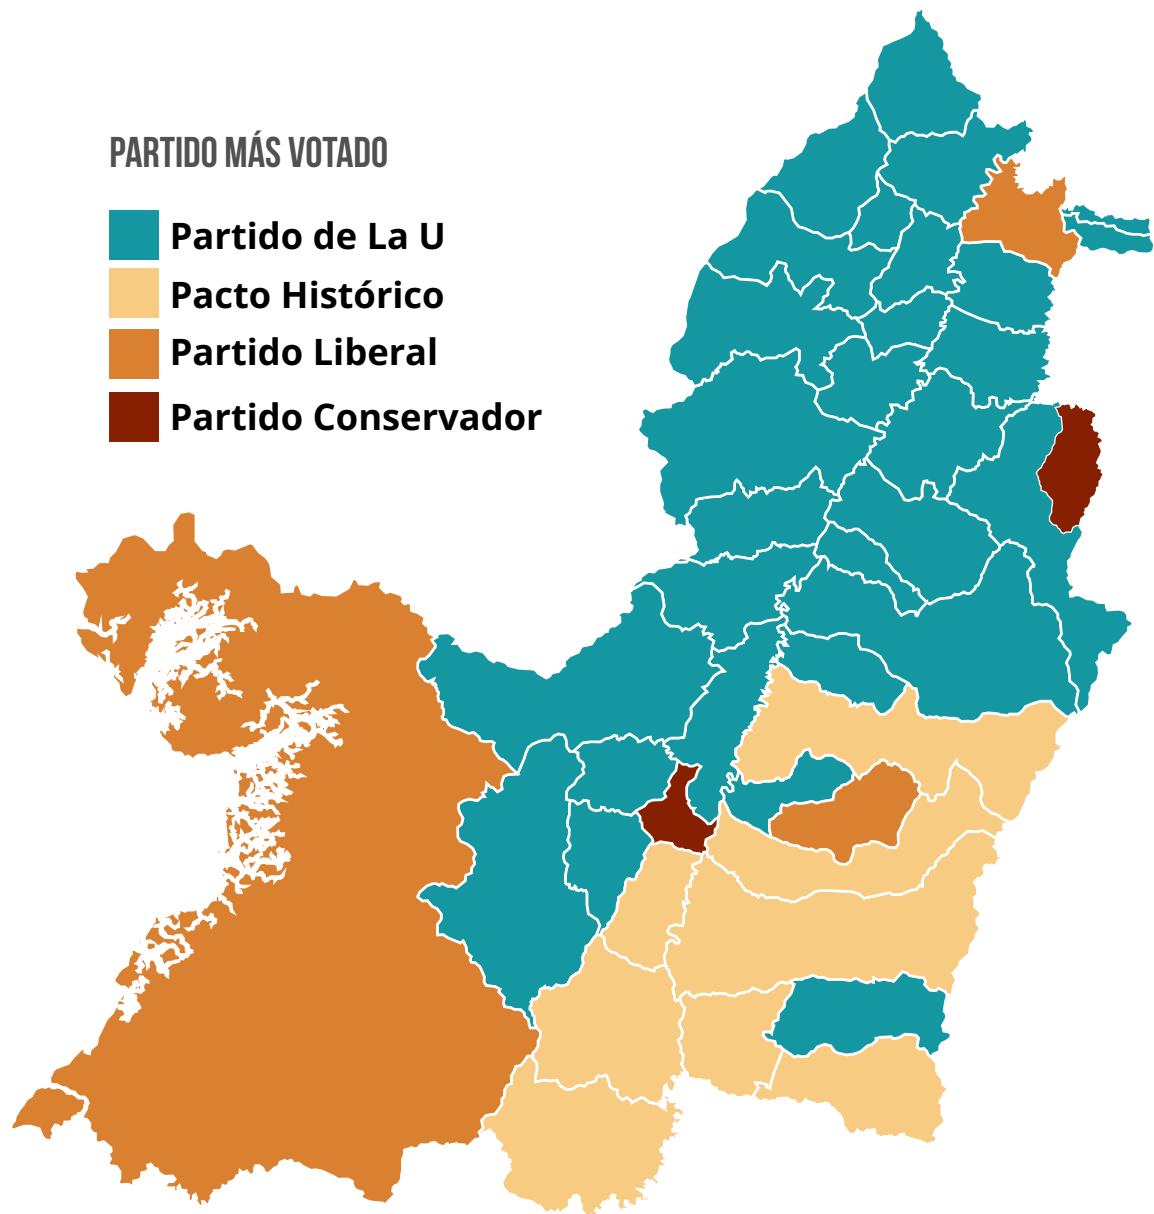 PARTIDO MÁS VOTADO
Partido de La U
Pacto Histórico
Partido Liberal
Partido Conservador